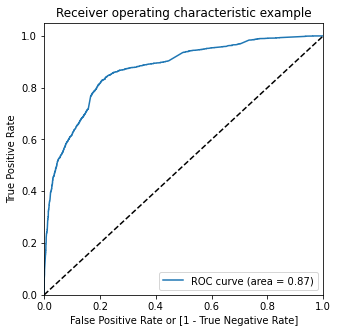 Receiver operating characteristic example
True Positive Rate
1.0
0.8
0.6
0.4
0.2
0.0
ROC curve (area = 0.87)
0.0 0.2 0.4 0.6 0.8 1.0
False Positive Rate or [1 - True Negative Rate]